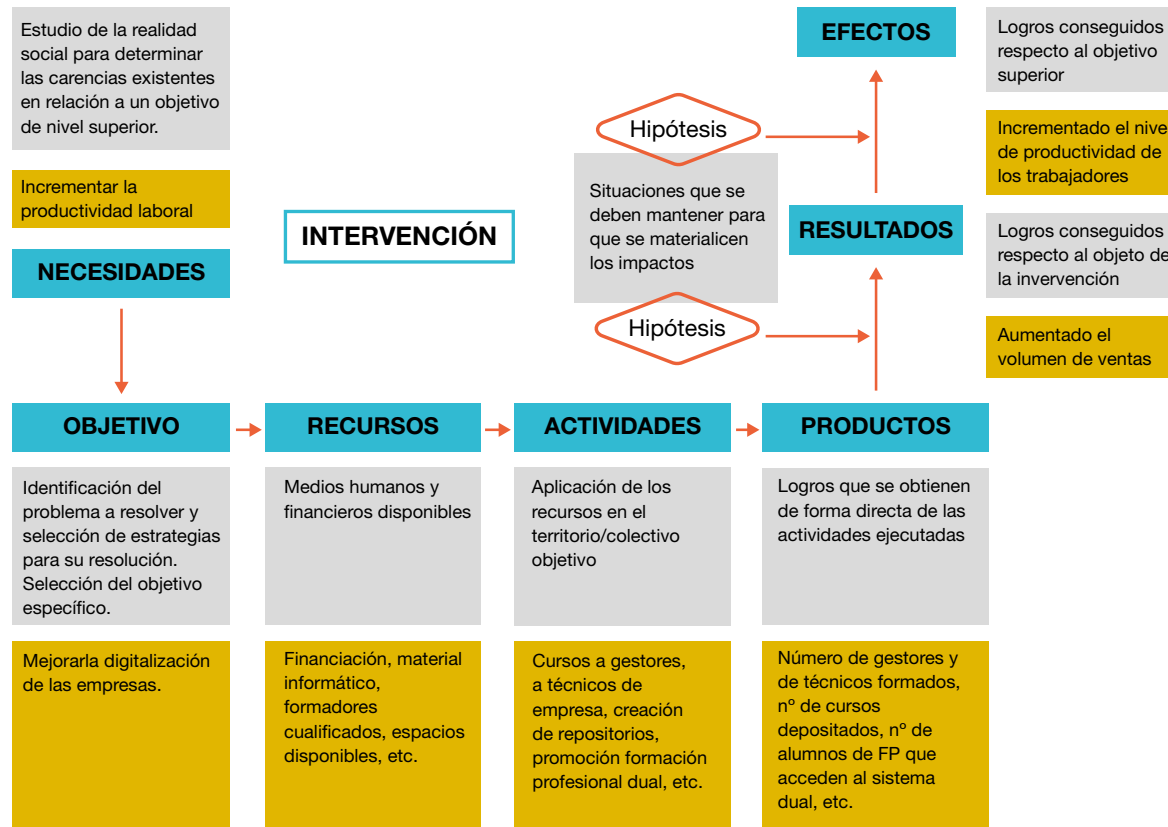 Estudio de la realidad
social para determinar
las carencias existentes
en relación a un objetivo
de nivel superior.
Incrementar la
productividad laboral
NECESIDADES
INTERVENCIÓN
Hipótesis
Situaciones que se
deben mantener para
que se materialicen
los impactos
Hipótesis
EFECTOS
RESULTADOS
Logros conseguidos
respecto al objetivo
superior
Incrementado el nive
de productividad de
los trabajadores
Logros conseguidos
respecto al objeto de
la invervención
Aumentado el
volumen de ventas
OBJETIVO
RECURSOS
ACTIVIDADES
PRODUCTOS
Identificación del
problema a resolver y
selección de estrategias
para su resolución.
Selección del objetivo
específico.
Medios humanos y
financieros disponibles
Aplicación de los
recursos en el
territorio/colectivo
objetivo
Logros que se obtienen
de forma directa de las
actividades ejecutadas
Mejorarla digitalización
de las empresas.
Financiación, material
informático,
formadores
cualificados, espacios
disponibles, etc.
Cursos a gestores,
a técnicos de
empresa, creación
de repositorios,
promoción formación
profesional dual, etc.
Número de gestores y
de técnicos formados,
nº de cursos
depositados, nº de
alumnos de FP que
acceden al sistema
dual, etc.